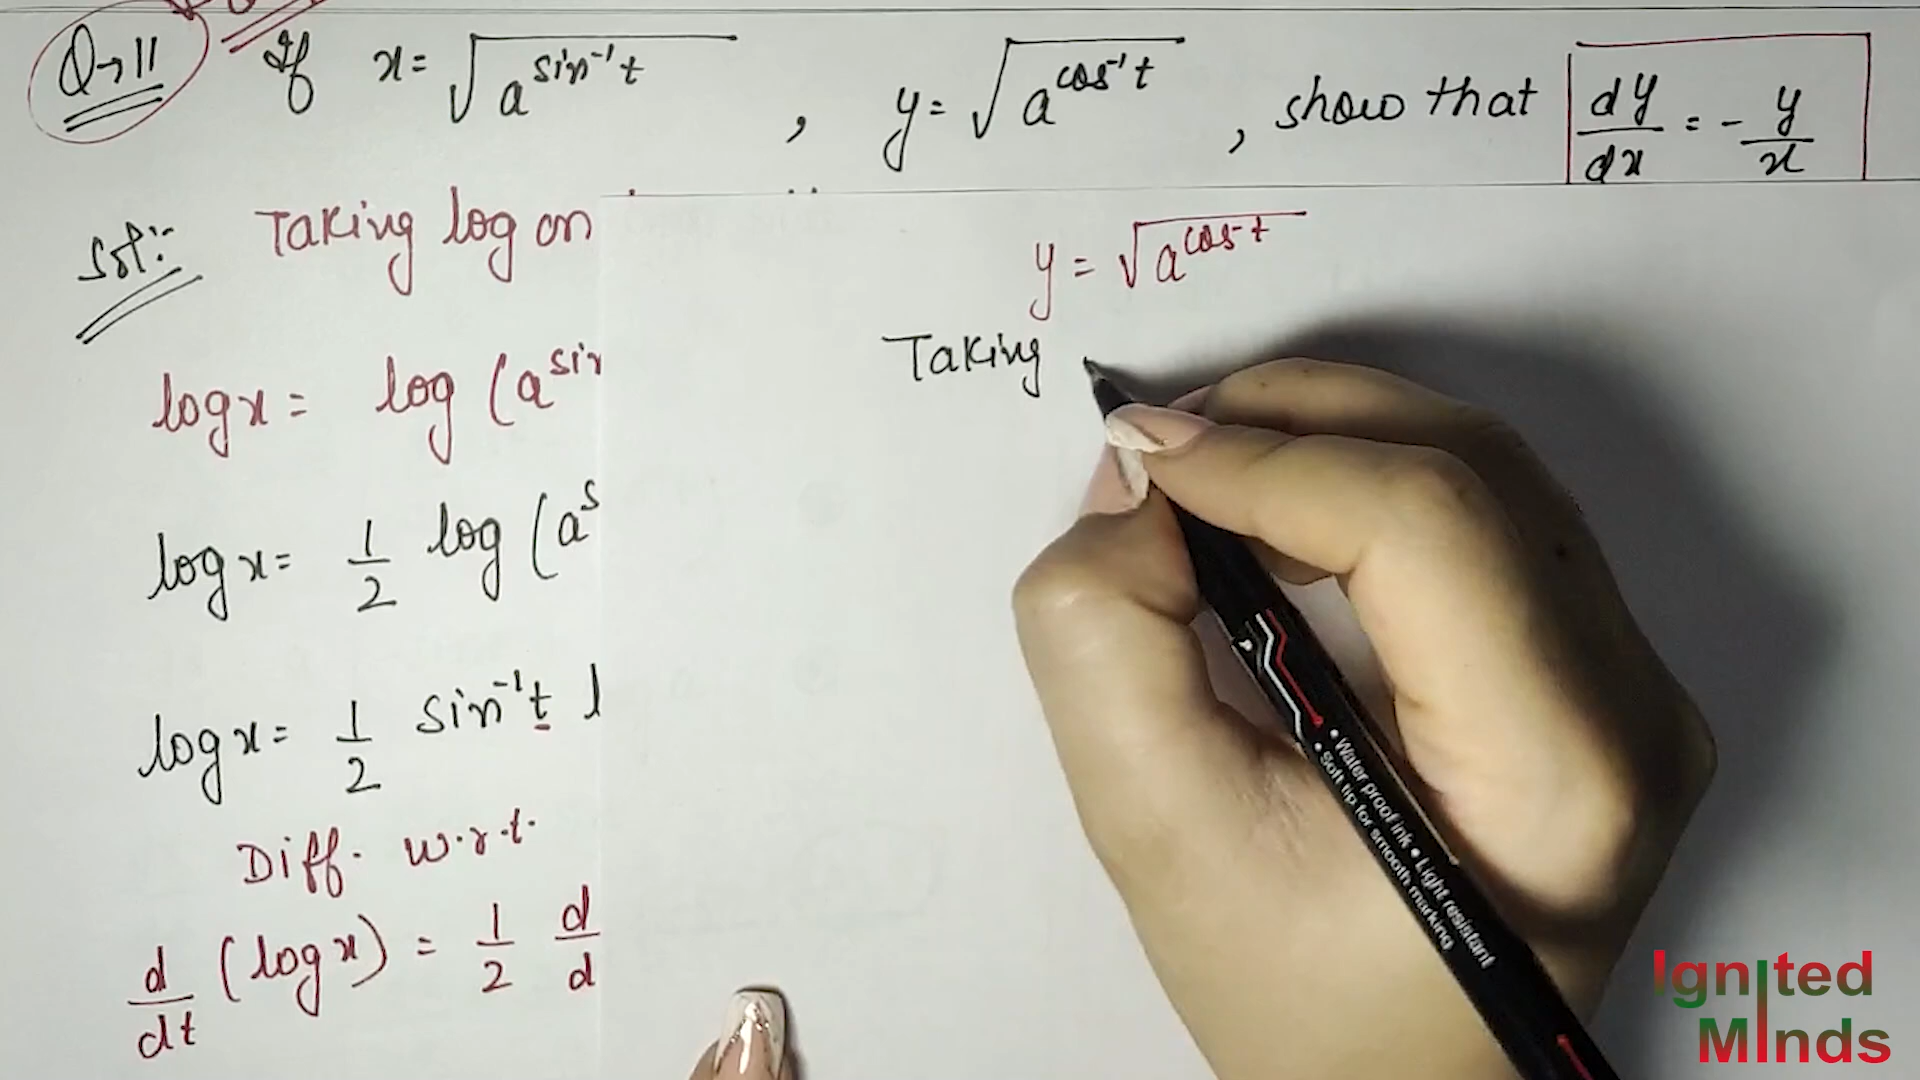 Q→11 If x = √a^sin⁻¹t , y = √a^cos⁻¹t , show that dy/dx = - y/x
Sol:- Taking log on
log x = log (a^sin
log x = 1/2 log (a^s
log x = 1/2 sin⁻¹t l
Diff. w.r.t.
d/dt (log x) = 1/2 d/d
y = √a^cos⁻t
Taking
• Water proof ink • Light resistant
• Soft tip for smooth marking
Ignited
Minds